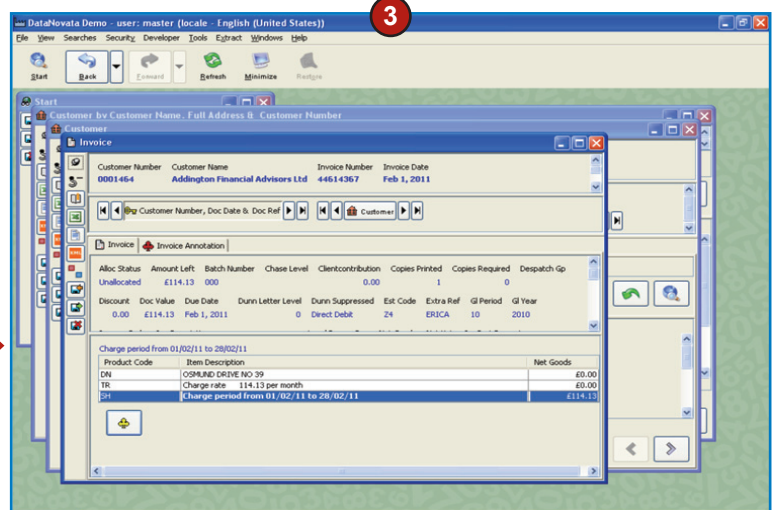 3
DataNovata Demo - user: master (locale - English (United States))
File View Searches Security Developer Tools Extract Windows Help
Start Back Forward Refresh Minimize Restore
Start
Customer by Customer Name, Full Address & Customer Number
Customer
Invoice
Customer Number Customer Name Invoice Number Invoice Date
0001464 Addington Financial Advisors Ltd 44614367 Feb 1, 2011
Customer Number, Doc Date & Doc Ref Customer
Invoice Invoice Annotation
Alloc Status Amount Left Batch Number Chase Level Clientcontribution Copies Printed Copies Required Despatch Gp
Unallocated £114.13 000 0.00 1 0
Discount Doc Value Due Date Dunn Letter Level Dunn Suppressed Est Code Extra Ref Gl Period Gl Year
0.00 £114.13 Feb 1, 2011 0 Direct Debit Z4 ERICA 10 2010
Charge period from 01/02/11 to 28/02/11
Product Code Item Description Net Goods
DN OSMUND DRIVE NO 39 £0.00
TR Charge rate 114.13 per month £0.00
SH Charge period from 01/02/11 to 28/02/11 £114.13